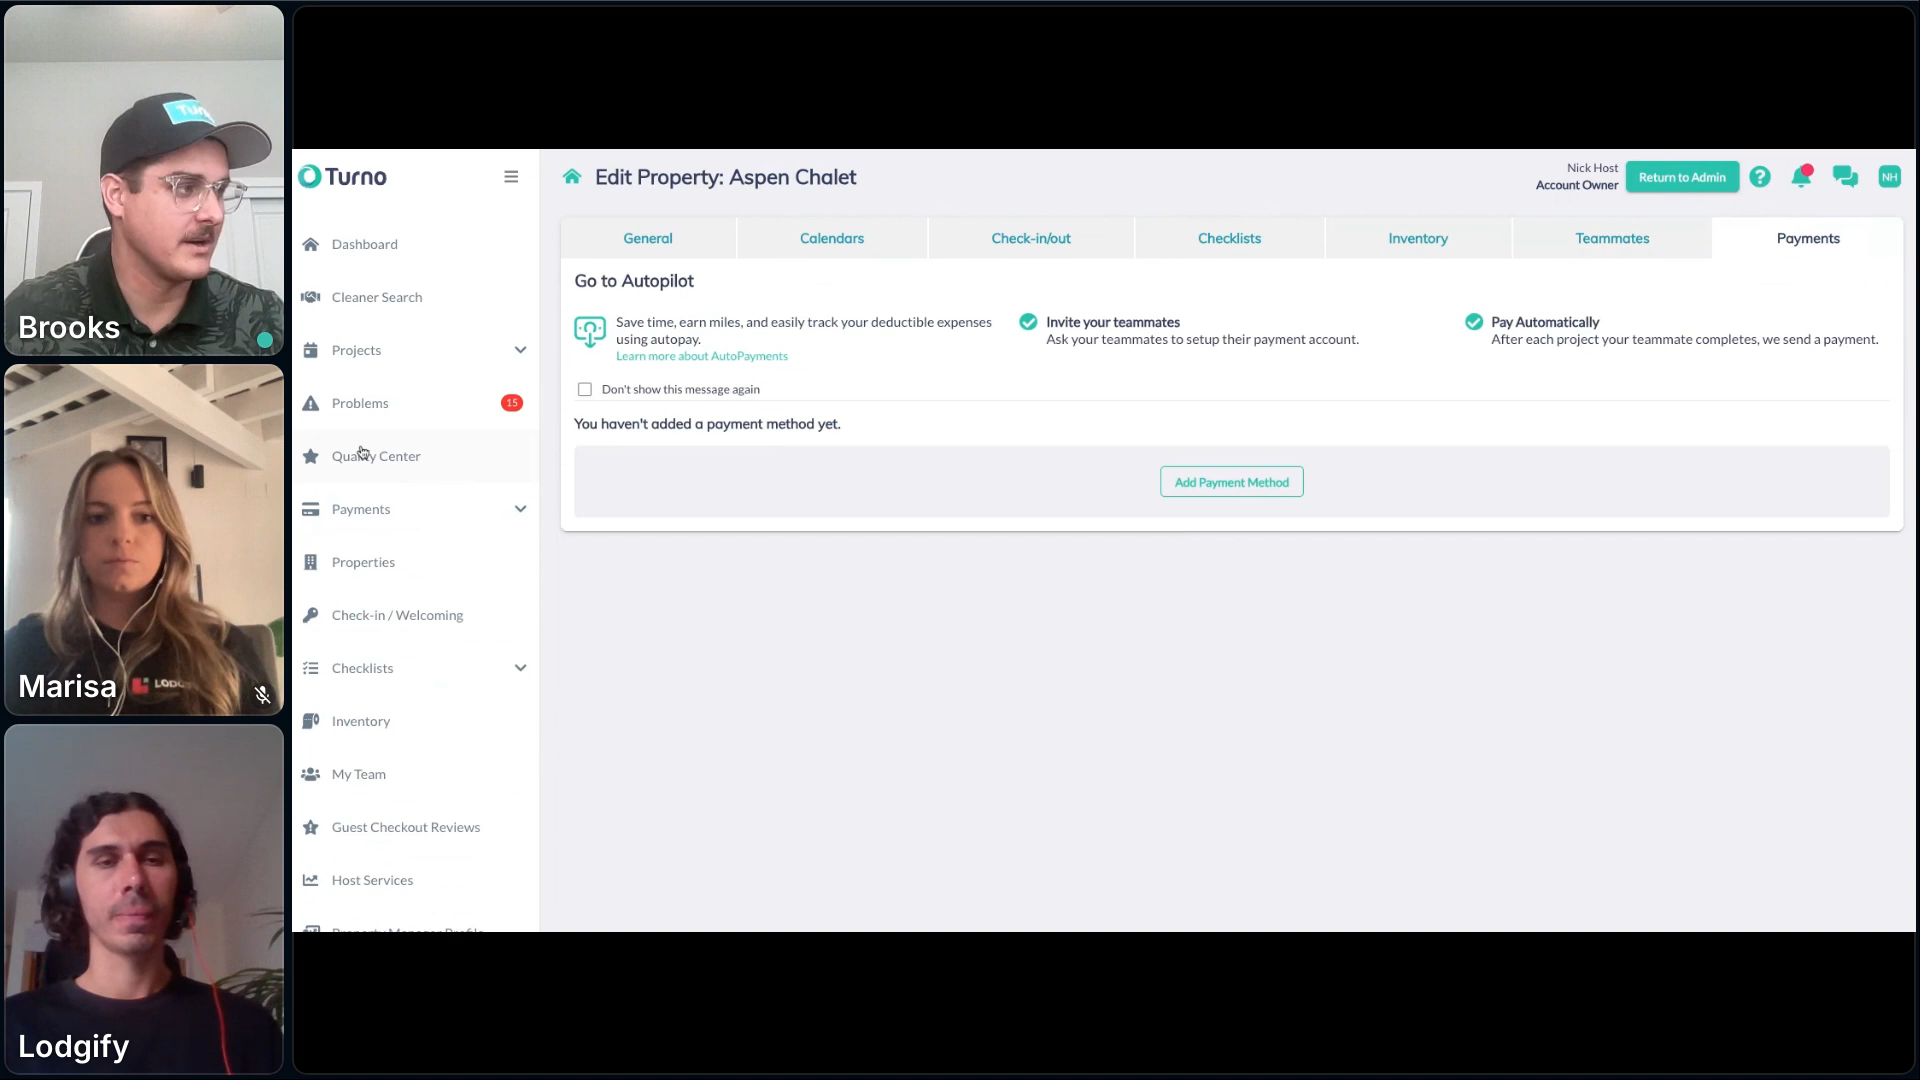 Brooks
Marisa
Lodgify
Turno
Dashboard
Cleaner Search
Projects
Problems
15
Quality Center
Payments
Properties
Check-in / Welcoming
Checklists
Inventory
My Team
Guest Checkout Reviews
Host Services
Property Manager Profile
Edit Property: Aspen Chalet
Nick Host
Account Owner
Return to Admin
?
NH
General
Calendars
Check-in/out
Checklists
Inventory
Teammates
Payments
Go to Autopilot
Save time, earn miles, and easily track your deductible expenses
using autopay.
Learn more about AutoPayments
Invite your teammates
Ask your teammates to setup their payment account.
Pay Automatically
After each project your teammate completes, we send a payment.
Don't show this message again
You haven't added a payment method yet.
Add Payment Method